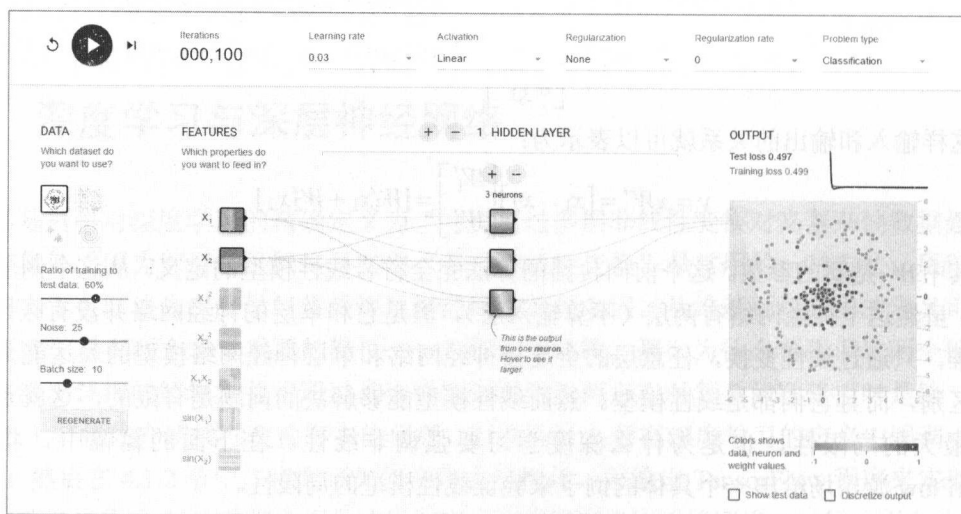 Iterations
000,100
Learning rate
0.03
Activation
Linear
Regularization
None
Regularization rate
0
Problem type
Classification
DATA
Which dataset do
you want to use?
Ratio of training to
test data: 60%
Noise: 25
Batch size: 10
REGENERATE
FEATURES
Which properties do
you want to feed in?
X₁
X₂
X₁²
X₂²
X₁X₂
sin(X₁)
sin(X₂)
+ − 1 HIDDEN LAYER
+ −
3 neurons
This is the output
from one neuron.
Hover to see it
larger.
OUTPUT
Test loss 0.497
Training loss 0.499
Colors shows
data, neuron and
weight values.
-1 0 1
Show test data
Discretize output